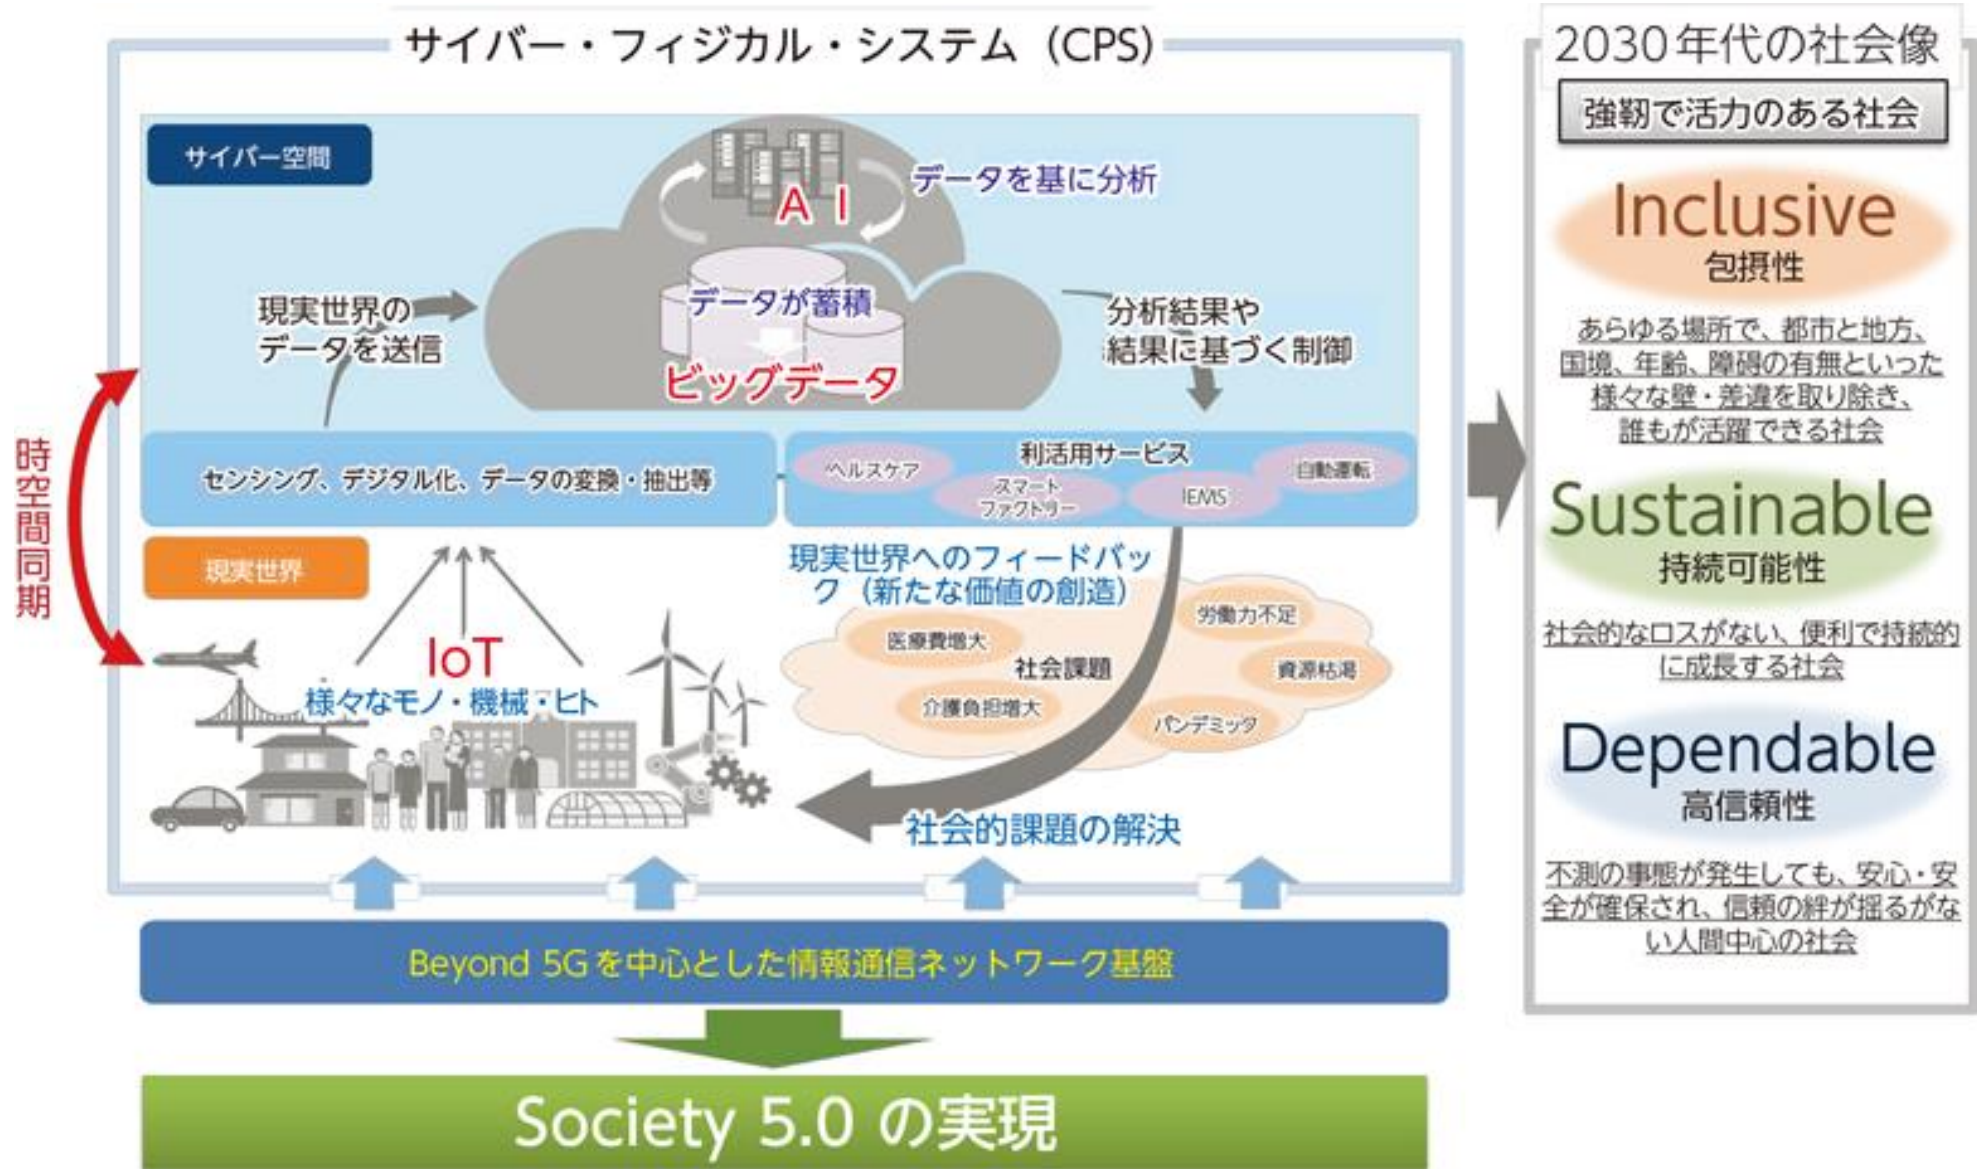 サイバー・フィジカル・システム（CPS)
サイバー空間
データを基に分析
A I
現実世界の
データを送信
データが蓄積
ビッグデータ
分析結果や
結果に基づく制御
時空間同期
センシング、デジタル化、データの変換・抽出等
利活用サービス
ヘルスケア
スマート
ファクトリー
IEMS
自動運転
現実世界
現実世界へのフィードバッ
ク（新たな価値の創造）
IoT
様々なモノ・機械・ヒト
医療費増大
労働力不足
社会課題
資源枯渇
介護負担増大
パンデミック
社会的課題の解決
Beyond 5Gを中心とした情報通信ネットワーク基盤
Society 5.0 の実現
2030年代の社会像
強靭で活力のある社会
Inclusive
包摂性
あらゆる場所で、都市と地方、
国境、年齢、障碍の有無といった
様々な壁・差違を取り除き、
誰もが活躍できる社会
Sustainable
持続可能性
社会的なロスがない、便利で持続的
に成長する社会
Dependable
高信頼性
不測の事態が発生しても、安心・安
全が確保され、信頼の絆が揺るがな
い人間中心の社会